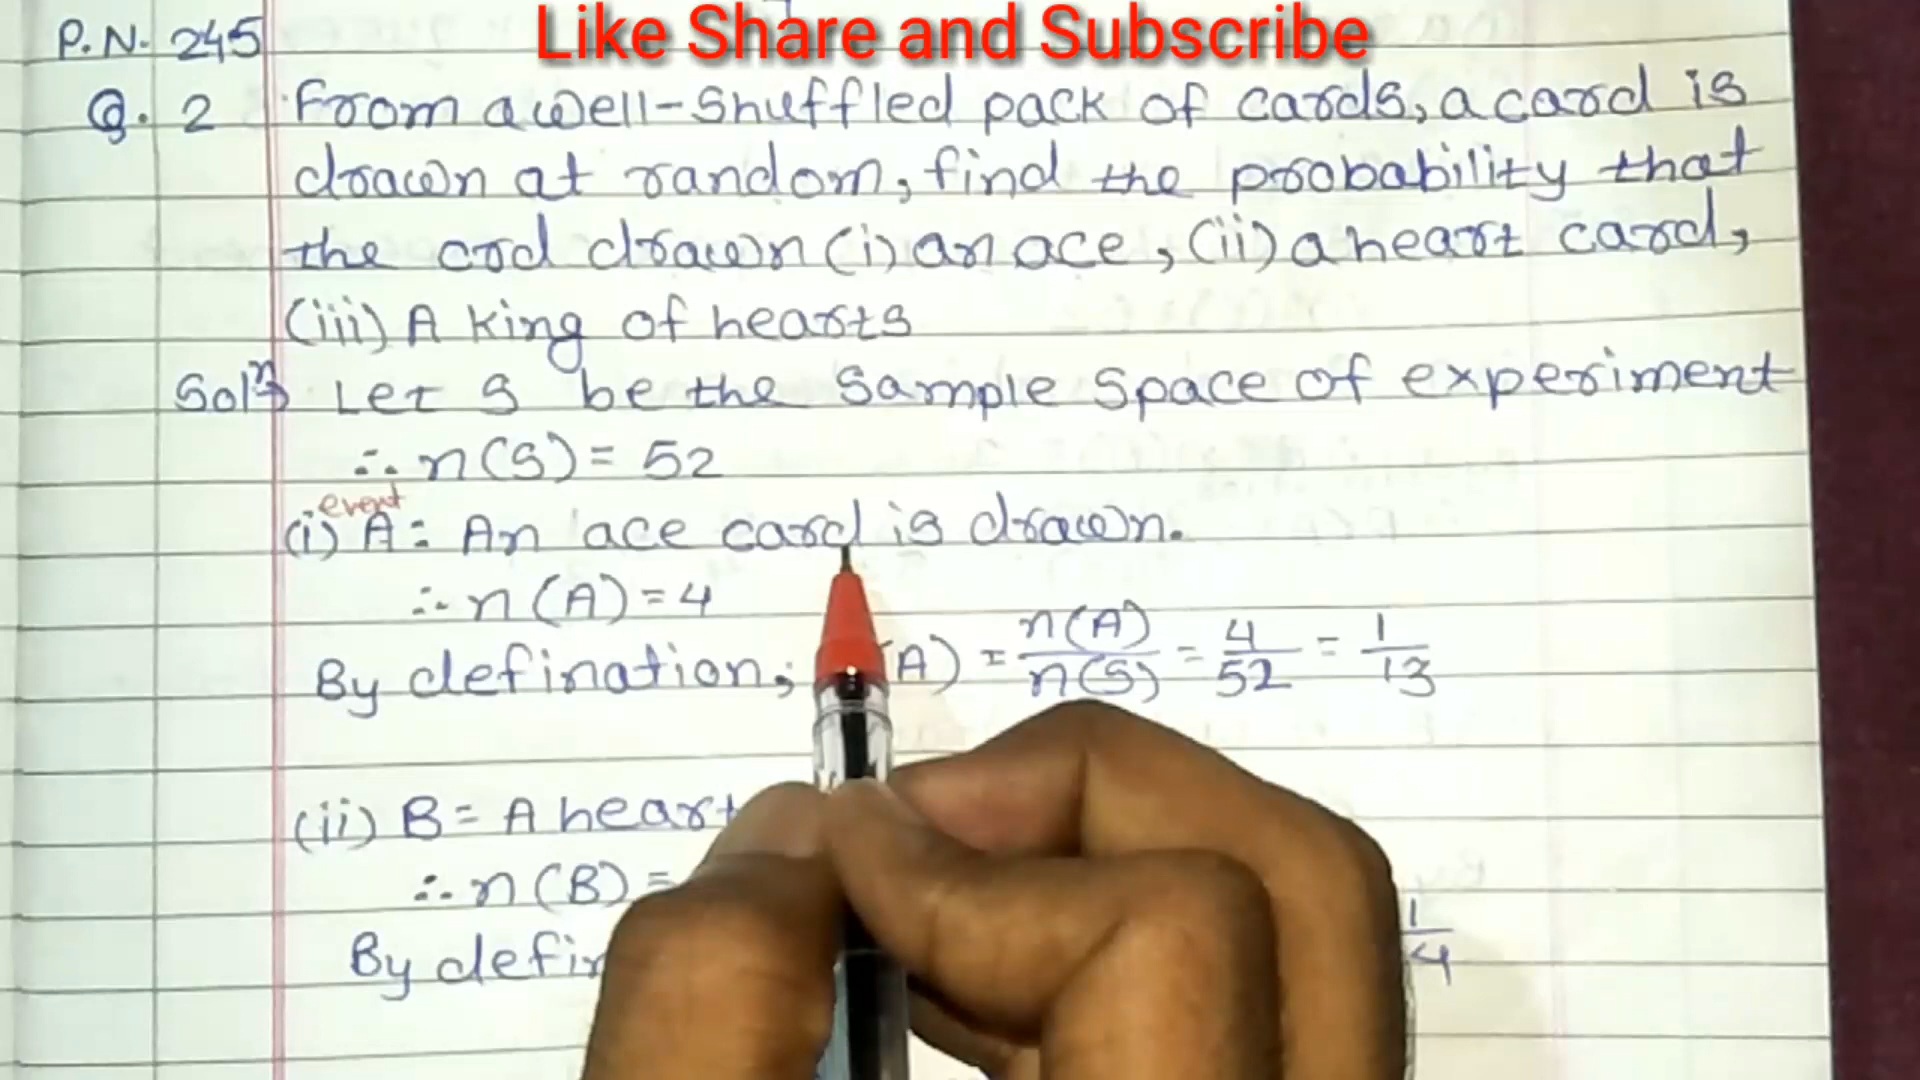 Like Share and Subscribe
P.N. 245
Q. 2 From a well-shuffled pack of cards, a card is
drawn at random, find the probability that
the crd drawn (i) an ace, (ii) a heart card,
(iii) A king of hearts
Solⁿ Let S be the sample space of experiment
∴ n(S) = 52
event
(i) A: An ace card is drawn.
∴ n(A) = 4
By defination, A) = n(A)/n(S) = 4/52 = 1/13
(ii) B = A heart
∴ n(B) =
By 1/4